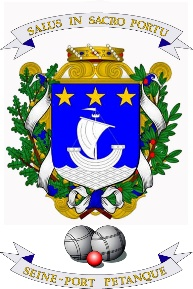 SALUS IN SACRO PORTU
SEINE-PORT PETANQUE